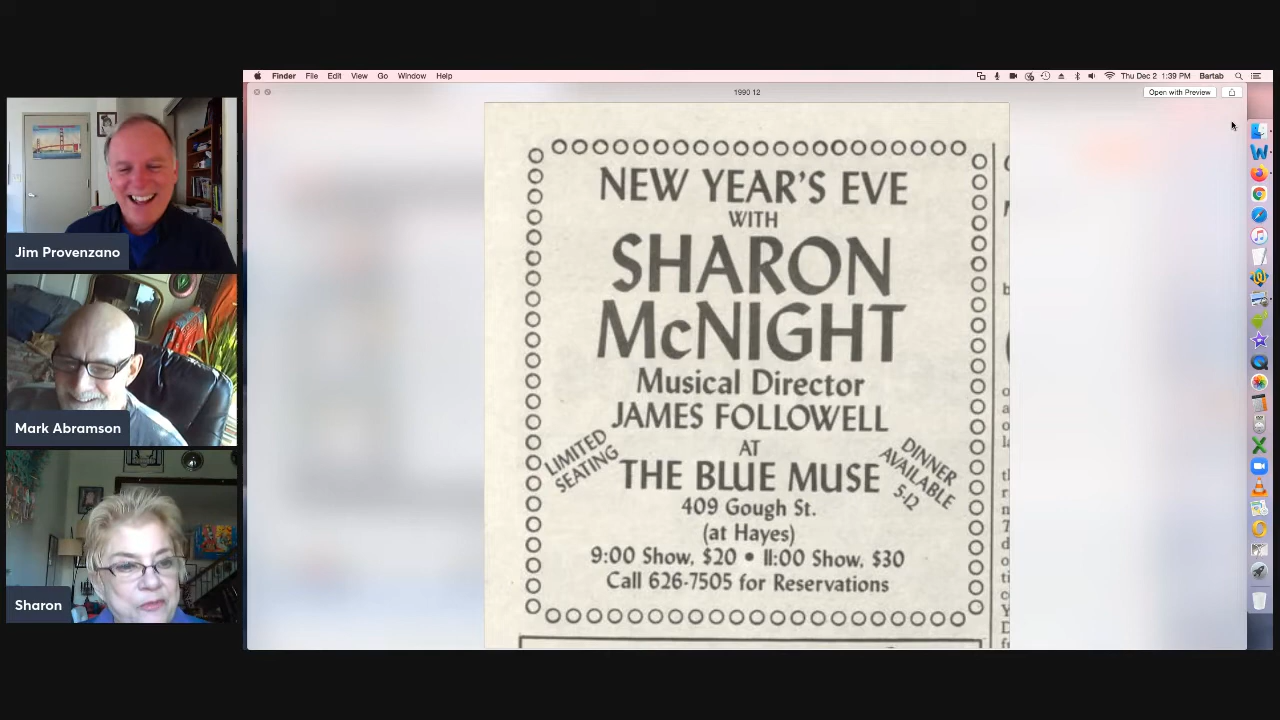 Finder File Edit View Go Window Help
Thu Dec 2 1:39 PM Bartab
1990 12
Open with Preview
NEW YEAR'S EVE
WITH
SHARON
McNIGHT
Musical Director
JAMES FOLLOWELL
AT
LIMITED
SEATING
THE BLUE MUSE
DINNER
AVAILABLE
5-12
409 Gough St.
(at Hayes)
9:00 Show, $20 • 11:00 Show, $30
Call 626-7505 for Reservations
Jim Provenzano
Mark Abramson
Sharon